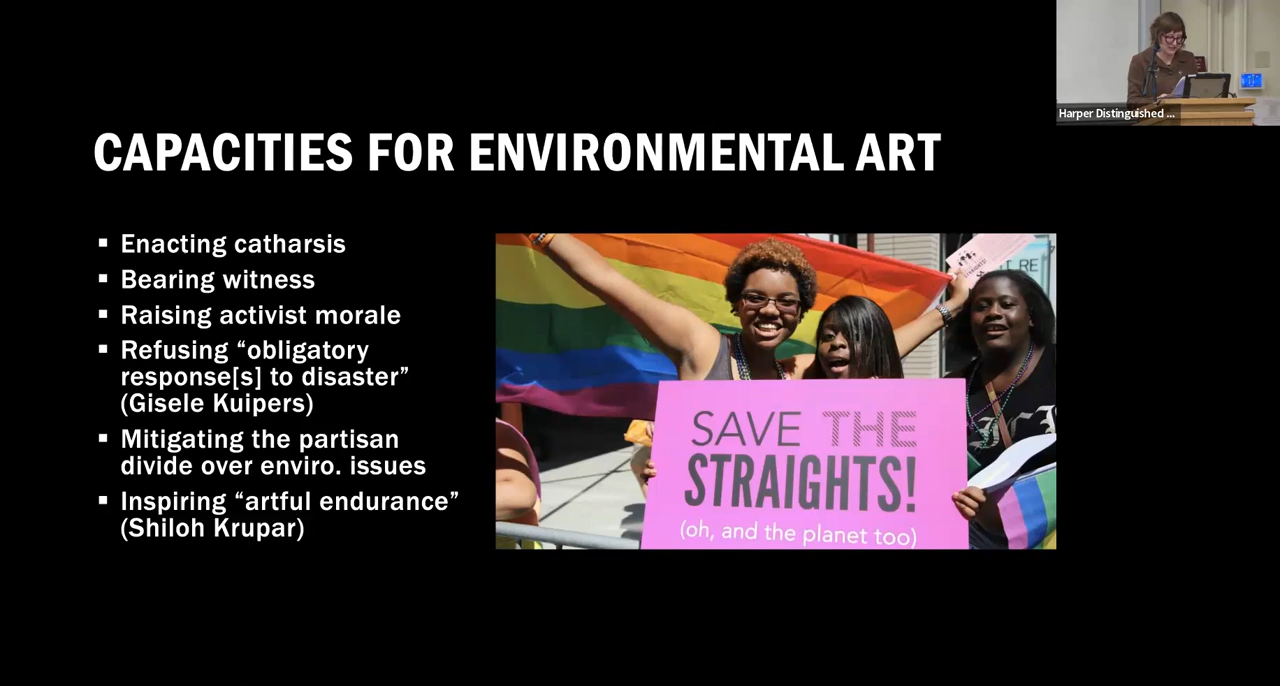 CAPACITIES FOR ENVIRONMENTAL ART
▪ Enacting catharsis
▪ Bearing witness
▪ Raising activist morale
▪ Refusing “obligatory
response[s] to disaster”
(Gisele Kuipers)
▪ Mitigating the partisan
divide over enviro. issues
▪ Inspiring “artful endurance”
(Shiloh Krupar)
SAVE THE
STRAIGHTS!
(oh, and the planet too)
Harper Distinguished ...